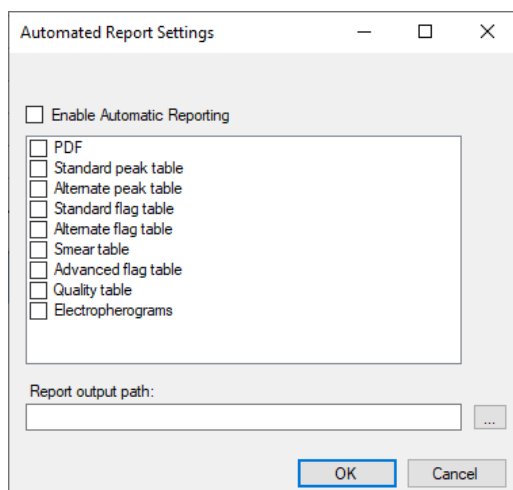 Automated Report Settings
Enable Automatic Reporting
PDF
Standard peak table
Alternate peak table
Standard flag table
Alternate flag table
Smear table
Advanced flag table
Quality table
Electropherograms
Report output path:
...
OK Cancel